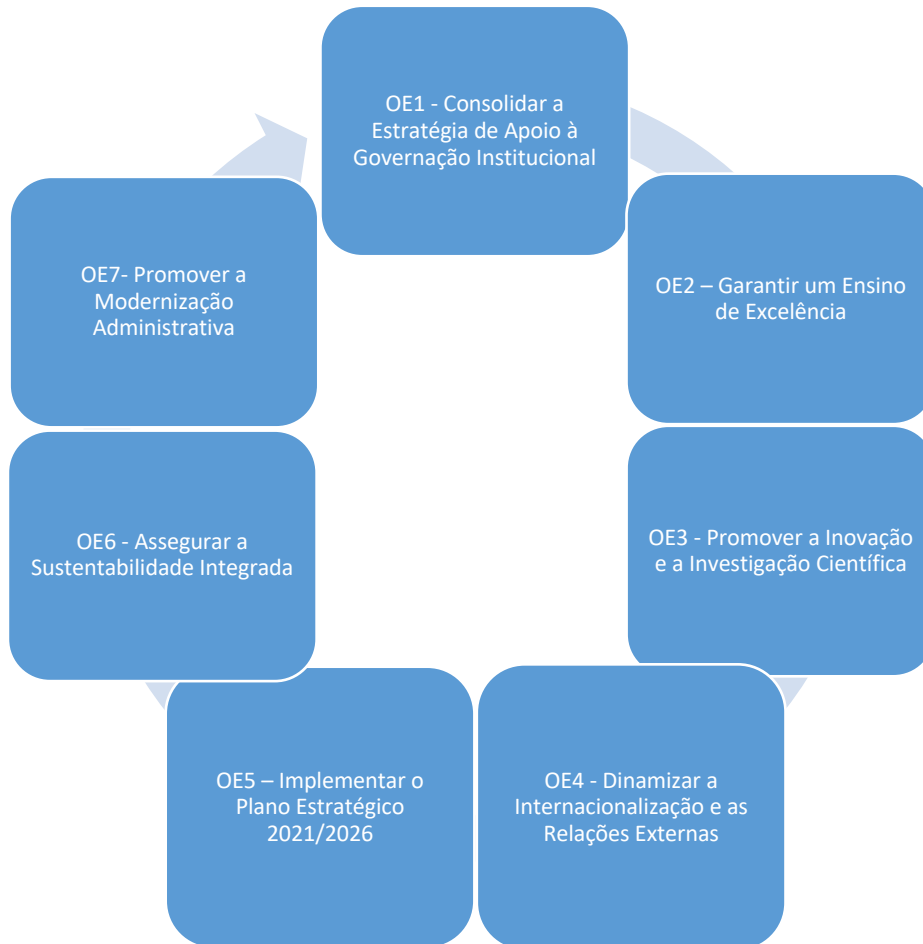 OE1 - Consolidar a
Estratégia de Apoio à
Governação Institucional
OE2 – Garantir um Ensino
de Excelência
OE3 - Promover a Inovação
e a Investigação Científica
OE4 - Dinamizar a
Internacionalização e as
Relações Externas
OE5 – Implementar o
Plano Estratégico
2021/2026
OE6 - Assegurar a
Sustentabilidade Integrada
OE7- Promover a
Modernização
Administrativa